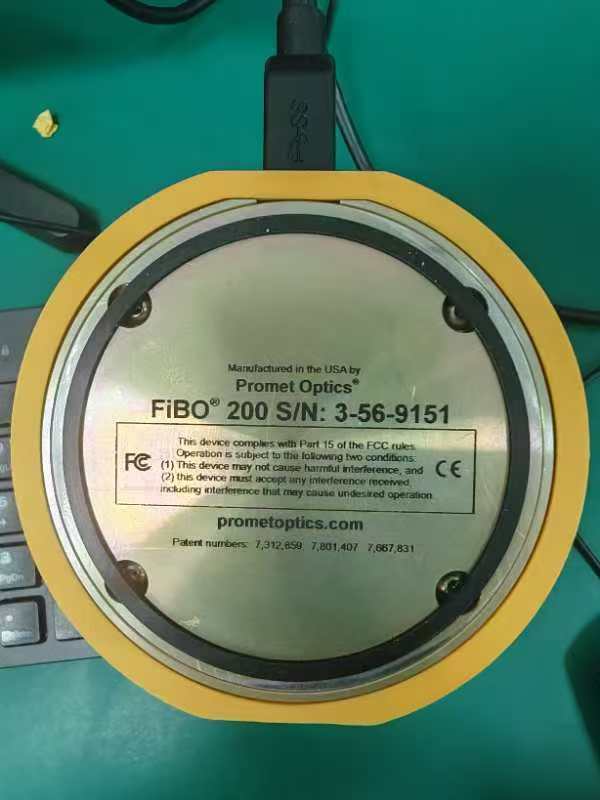 Manufactured in the USA by
Promet Optics®
FiBO® 200 S/N: 3-56-9151
This device complies with Part 15 of the FCC rules.
Operation is subject to the following two conditions:
FC (1) This device may not cause harmful interference, and CE
(2) this device must accept any interference received,
including interference that may cause undesired operation.
prometoptics.com
Patent numbers: 7,312,859 7,801,407 7,667,831